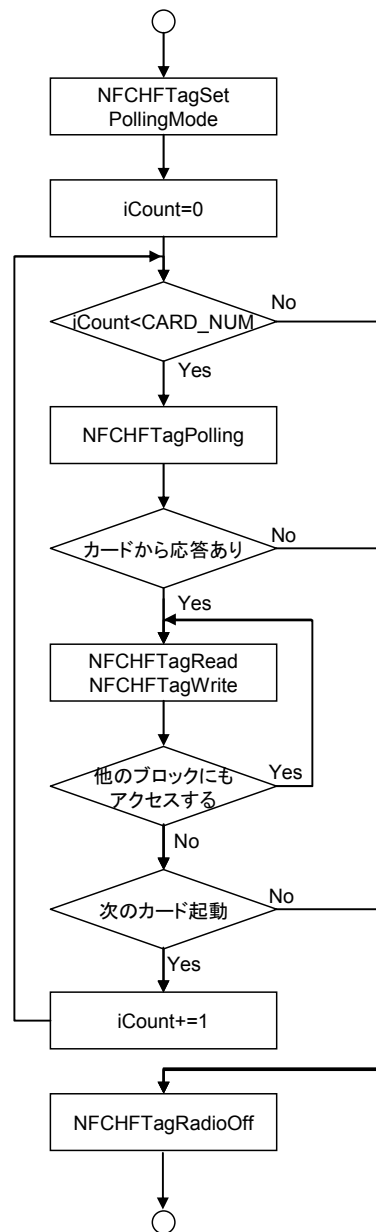 NFCHFTagSet
PollingMode
iCount=0
iCount<CARD_NUM
No
Yes
NFCHFTagPolling
カードから応答あり
No
Yes
NFCHFTagRead
NFCHFTagWrite
他のブロックにも
アクセスする
Yes
No
次のカード起動
No
Yes
iCount+=1
NFCHFTagRadioOff